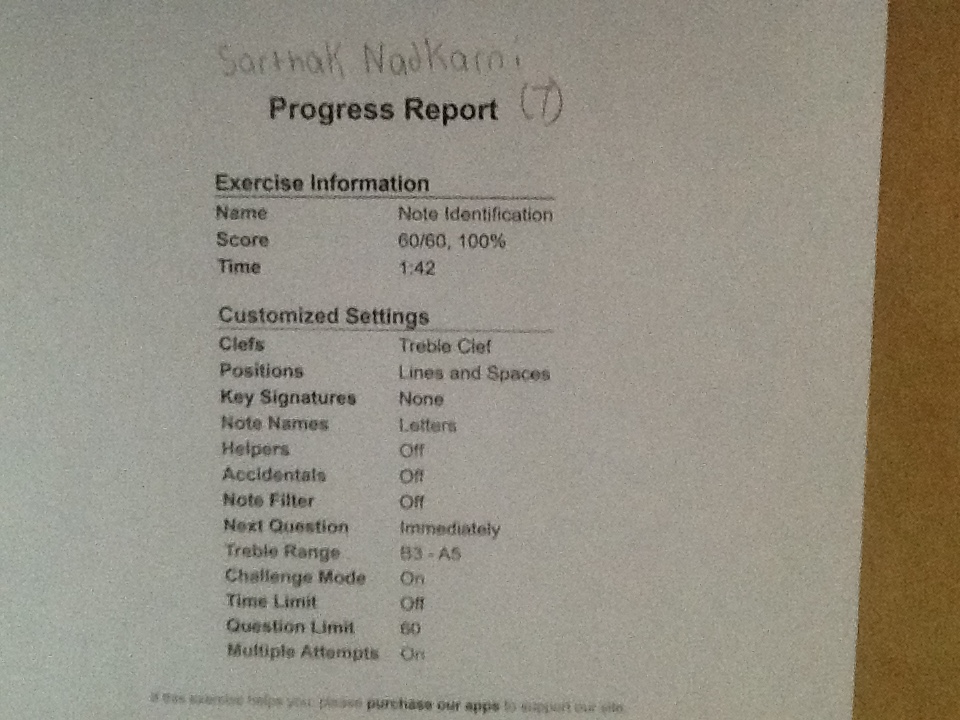 Sarthak Nadkarni
Progress Report (7)
Exercise Information
Name Note Identification
Score 60/60, 100%
Time 1:42
Customized Settings
Clefs Treble Clef
Positions Lines and Spaces
Key Signatures None
Note Names Letters
Helpers Off
Accidentals Off
Note Filter Off
Next Question Immediately
Treble Range B3 - A5
Challenge Mode On
Time Limit Off
Question Limit 60
Multiple Attempts On
If this exercise helps you, please purchase our apps to support our site.